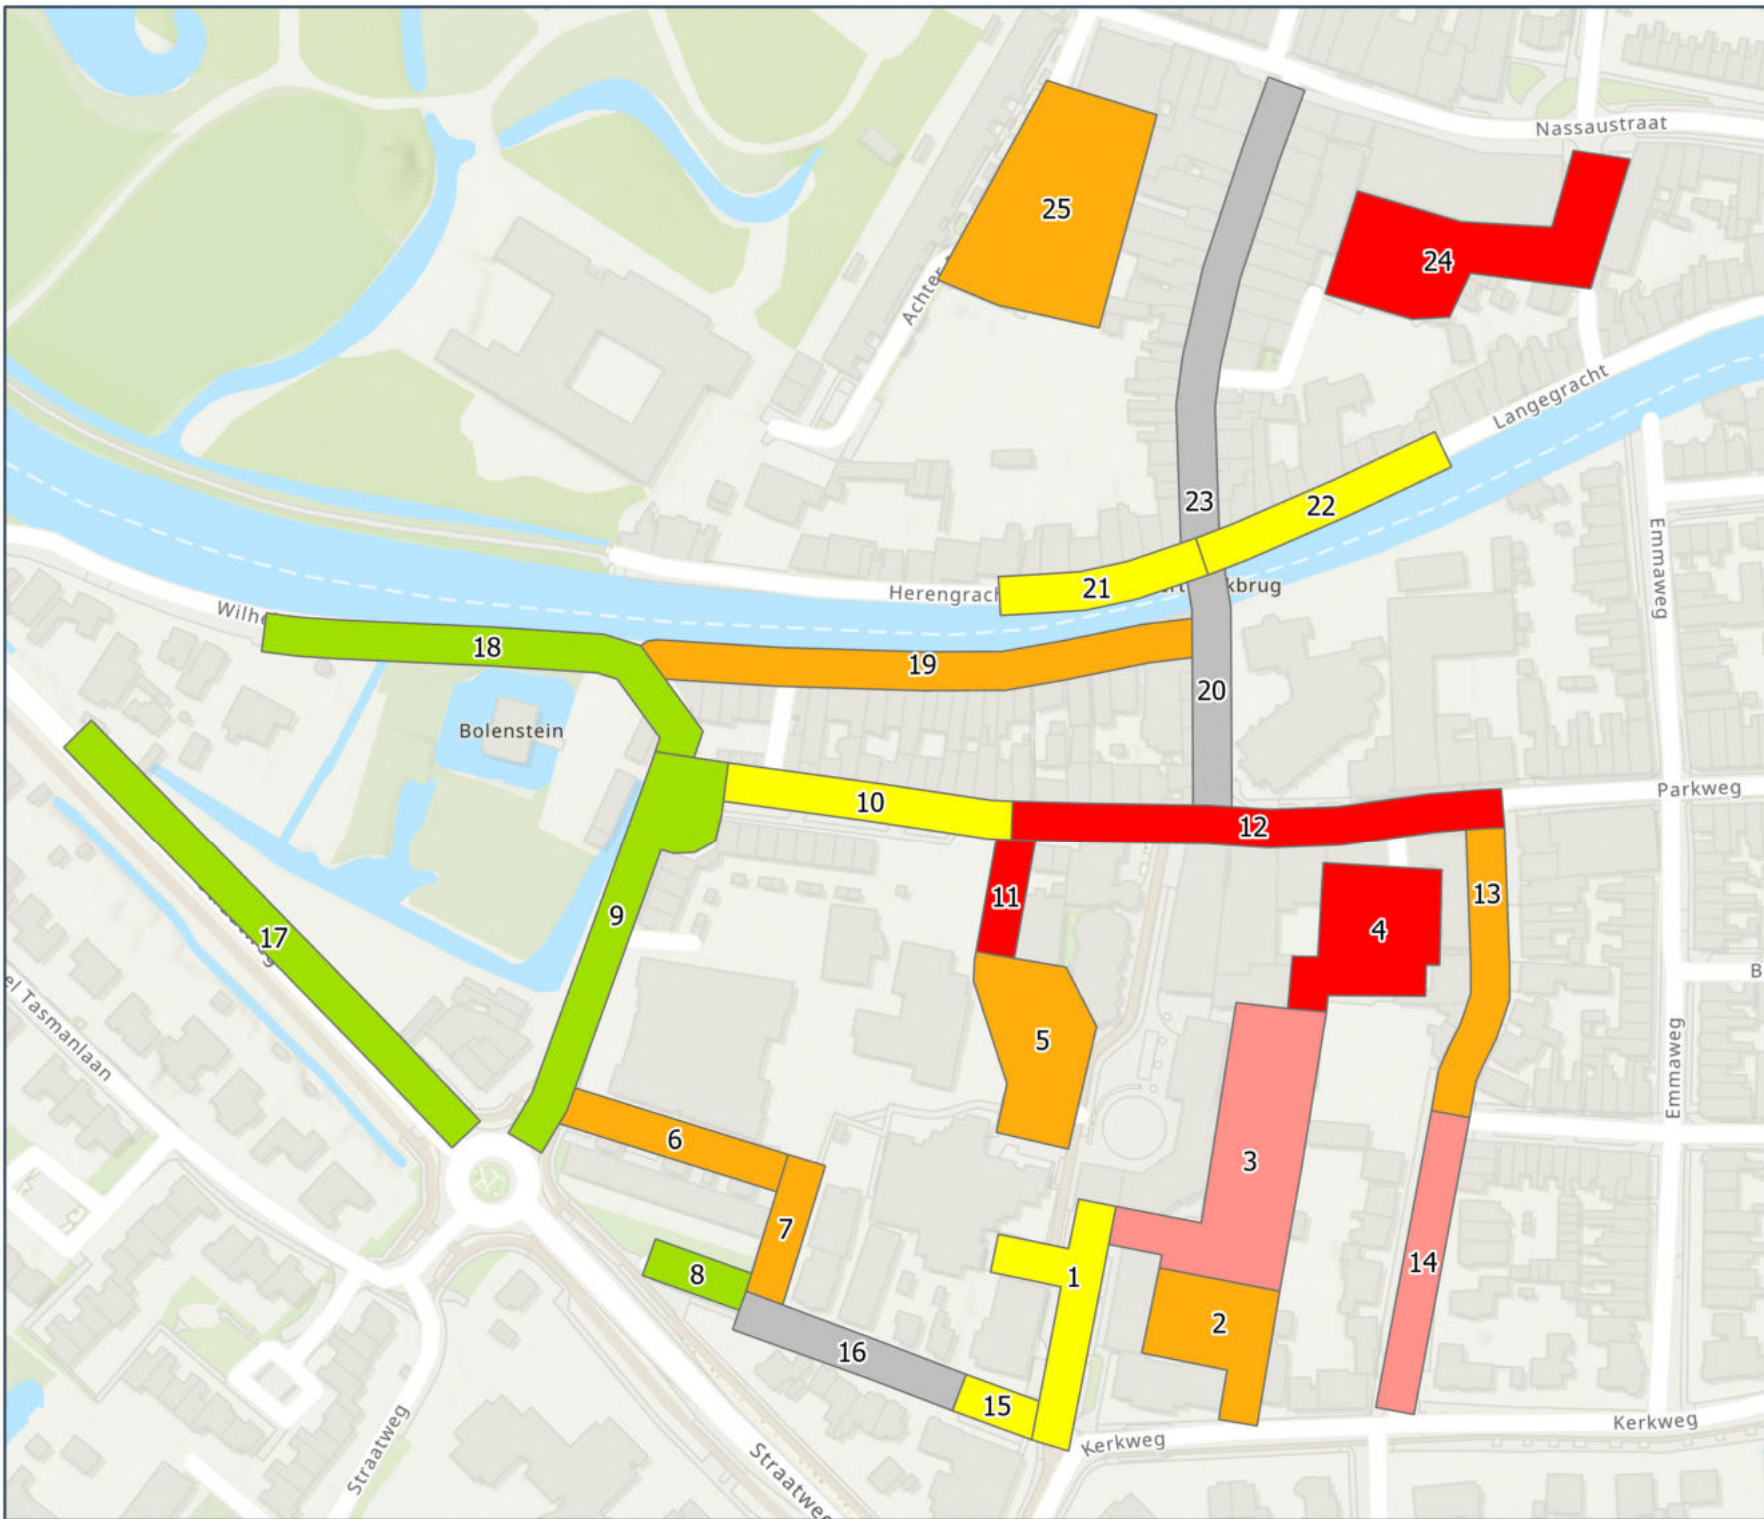 Nassaustraat
25
24
Achter
Langegracht
23
22
Emmaweg
Herengrach
21
kbrug
Wilhe
18
19
20
Bolenstein
Parkweg
10
12
11
13
4
9
17
B
el Tasmanlaan
5
Emmaweg
6
3
7
8
1
14
2
16
15
Straatweg
Straatweg
Kerkweg
Kerkweg